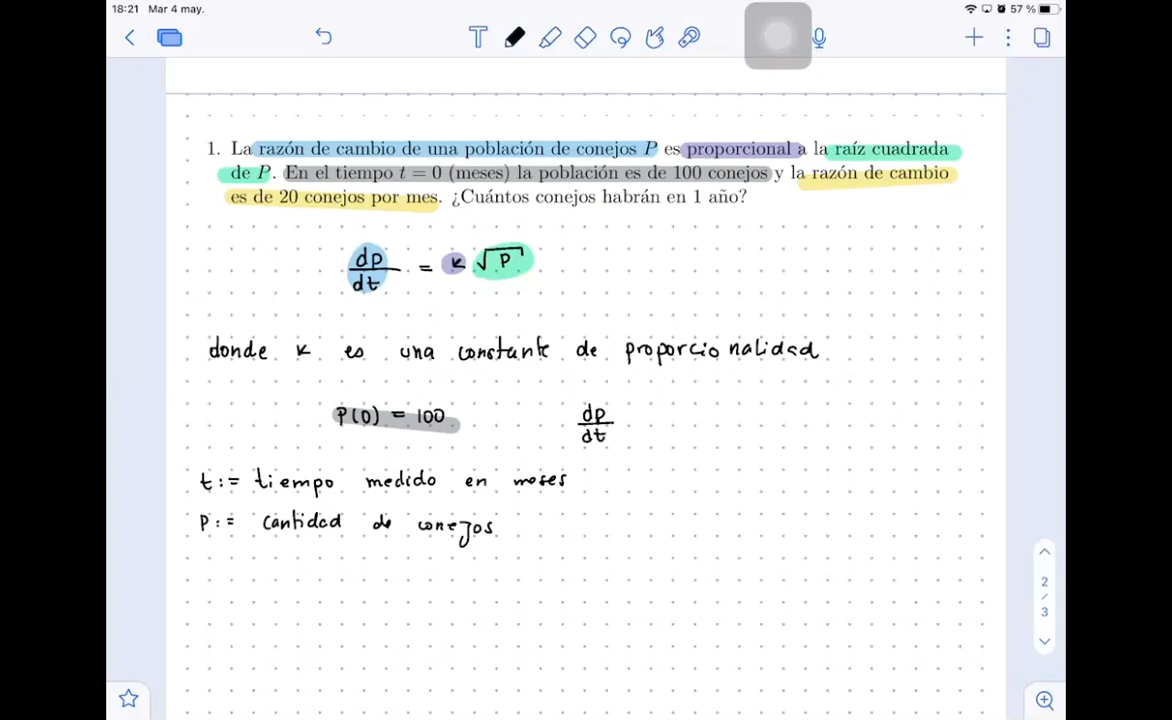 18:21 Mar 4 may. 57 %
T
1. La razón de cambio de una población de conejos P es proporcional a la raíz cuadrada
de P. En el tiempo t = 0 (meses) la población es de 100 conejos y la razón de cambio
es de 20 conejos por mes. ¿Cuántos conejos habrán en 1 año?
dp/dt = k √P
donde k es una constante de proporcionalidad
P(0) = 100 dp/dt
t := tiempo medido en meses
P := cantidad de conejos
2
/
3